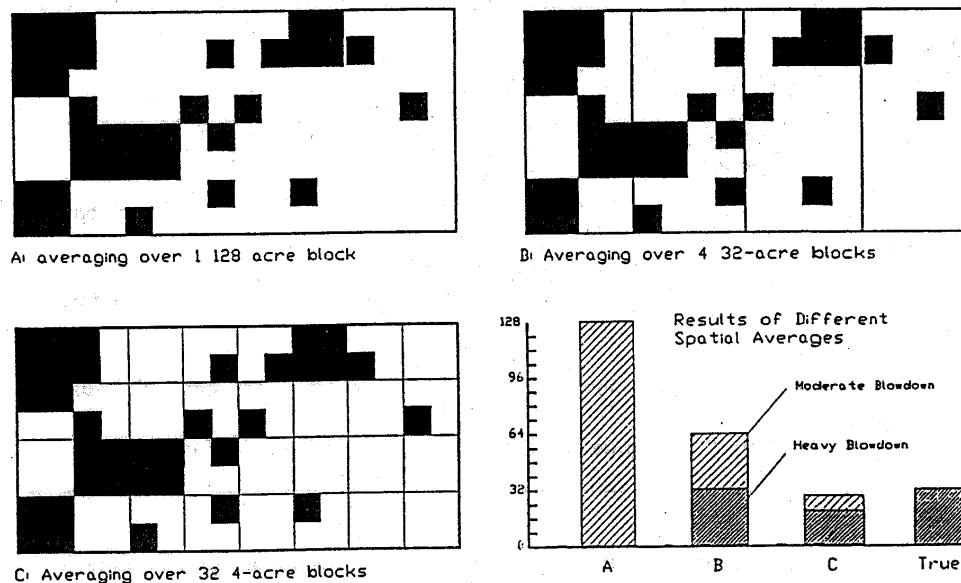 A: averaging over 1 128 acre block
B: Averaging over 4 32-acre blocks
C: Averaging over 32 4-acre blocks
Results of Different
Spatial Averages
128
96
64
32
0
Moderate Blowdown
Heavy Blowdown
A
B
C
True